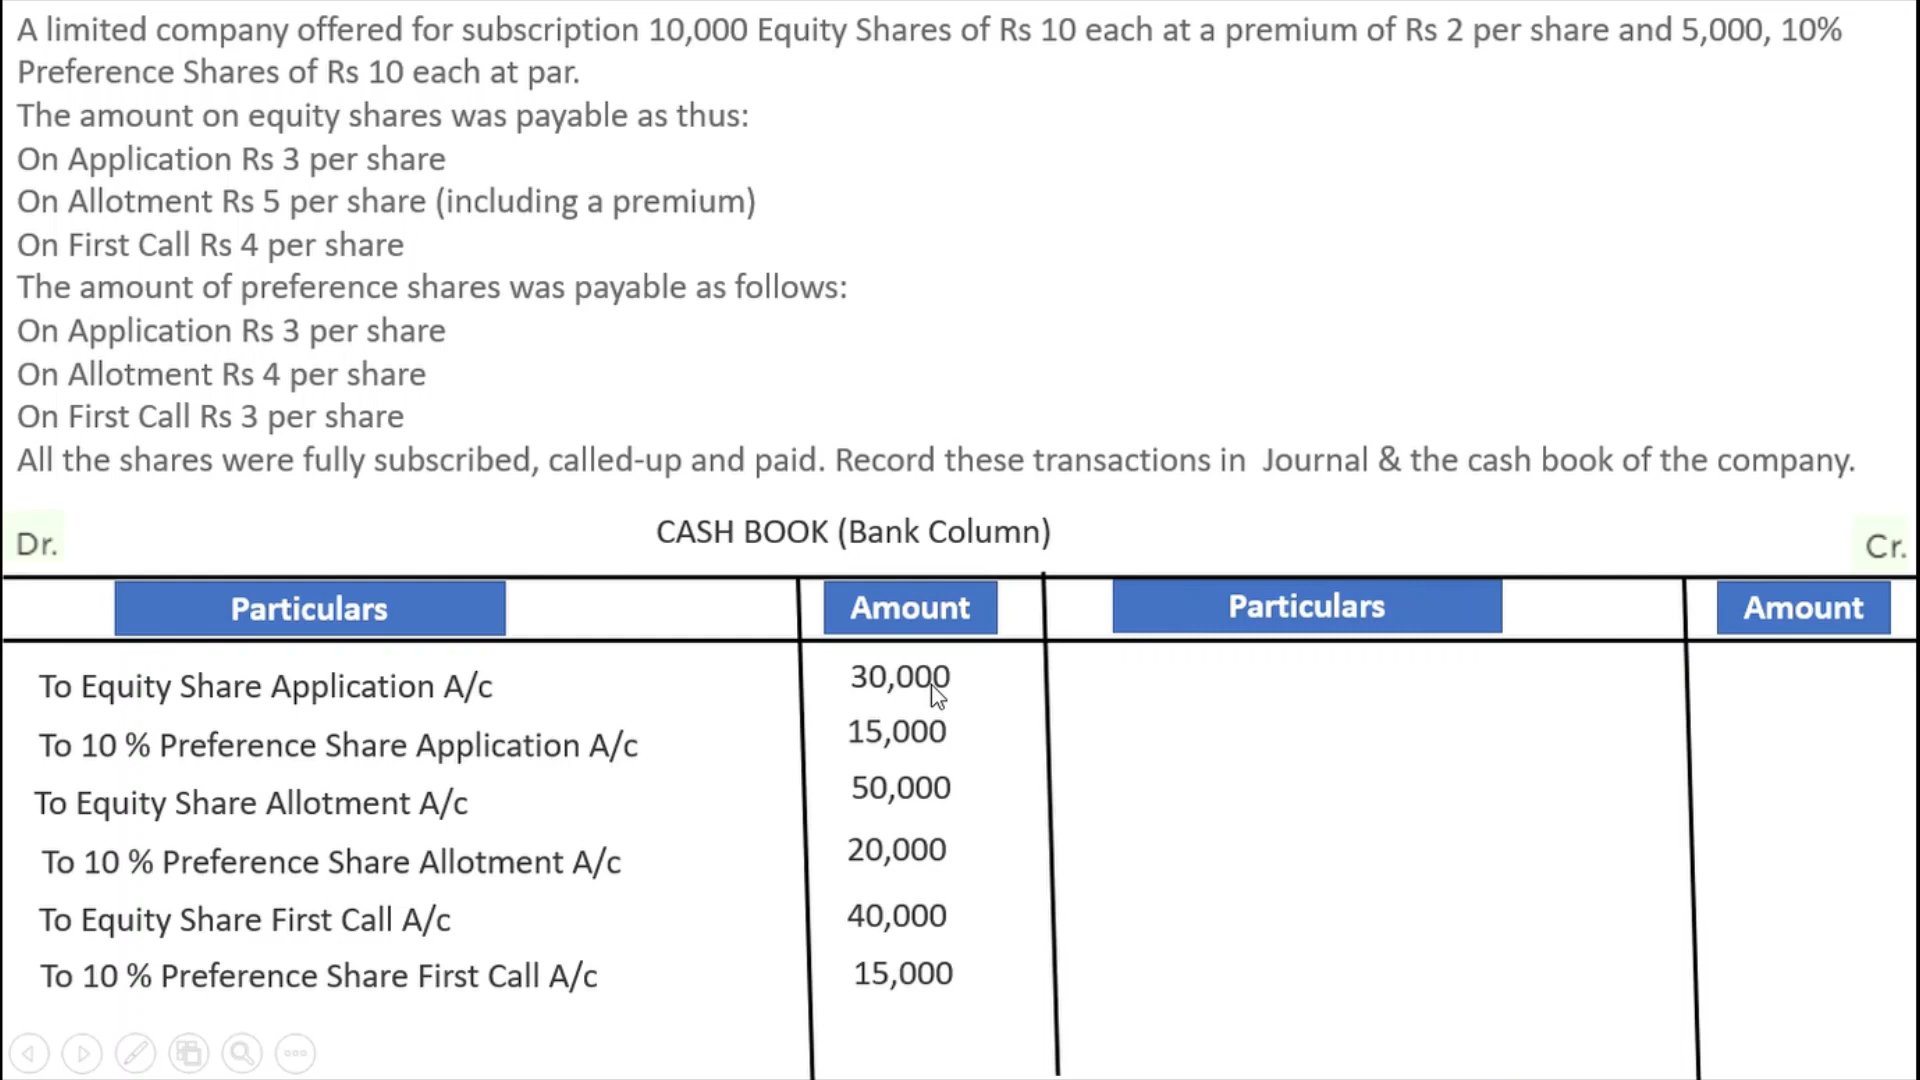 A limited company offered for subscription 10,000 Equity Shares of Rs 10 each at a premium of Rs 2 per share and 5,000, 10%
Preference Shares of Rs 10 each at par.
The amount on equity shares was payable as thus:
On Application Rs 3 per share
On Allotment Rs 5 per share (including a premium)
On First Call Rs 4 per share
The amount of preference shares was payable as follows:
On Application Rs 3 per share
On Allotment Rs 4 per share
On First Call Rs 3 per share
All the shares were fully subscribed, called-up and paid. Record these transactions in Journal & the cash book of the company.
Dr. CASH BOOK (Bank Column) Cr.
Particulars Amount Particulars Amount
To Equity Share Application A/c 30,000
To 10 % Preference Share Application A/c 15,000
To Equity Share Allotment A/c 50,000
To 10 % Preference Share Allotment A/c 20,000
To Equity Share First Call A/c 40,000
To 10 % Preference Share First Call A/c 15,000